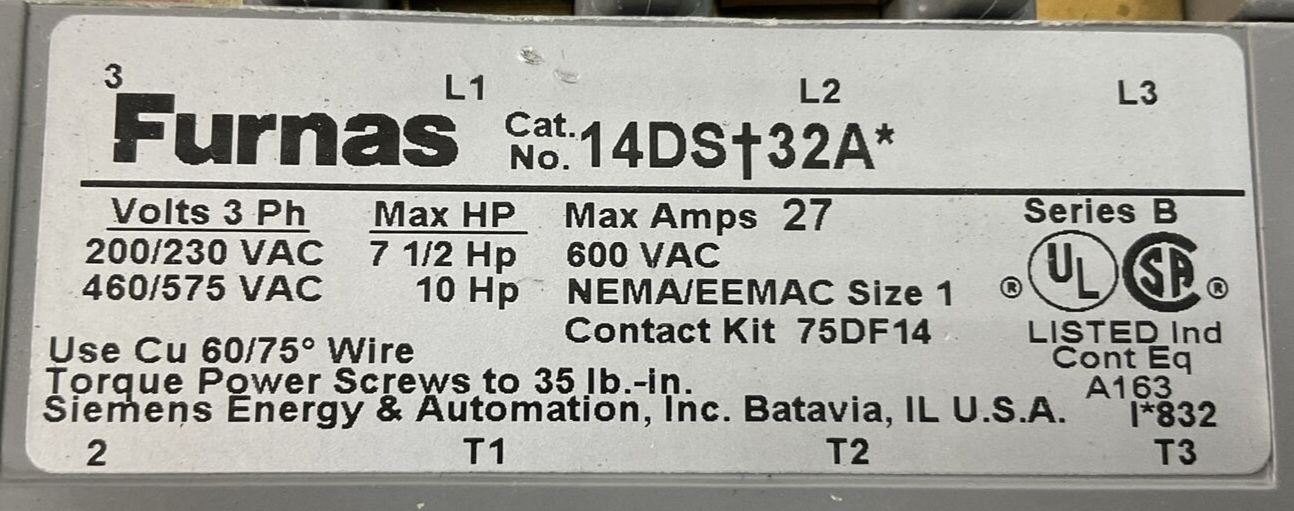 3 L1 L2 L3
Furnas Cat. No. 14DS†32A*
Volts 3 Ph Max HP Max Amps 27 Series B
200/230 VAC 7 1/2 Hp 600 VAC
460/575 VAC 10 Hp NEMA/EEMAC Size 1 ® UL SA ®
Contact Kit 75DF14 LISTED Ind
Use Cu 60/75° Wire Cont Eq
Torque Power Screws to 35 lb.-in. A163
Siemens Energy & Automation, Inc. Batavia, IL U.S.A. I*832
2 T1 T2 T3